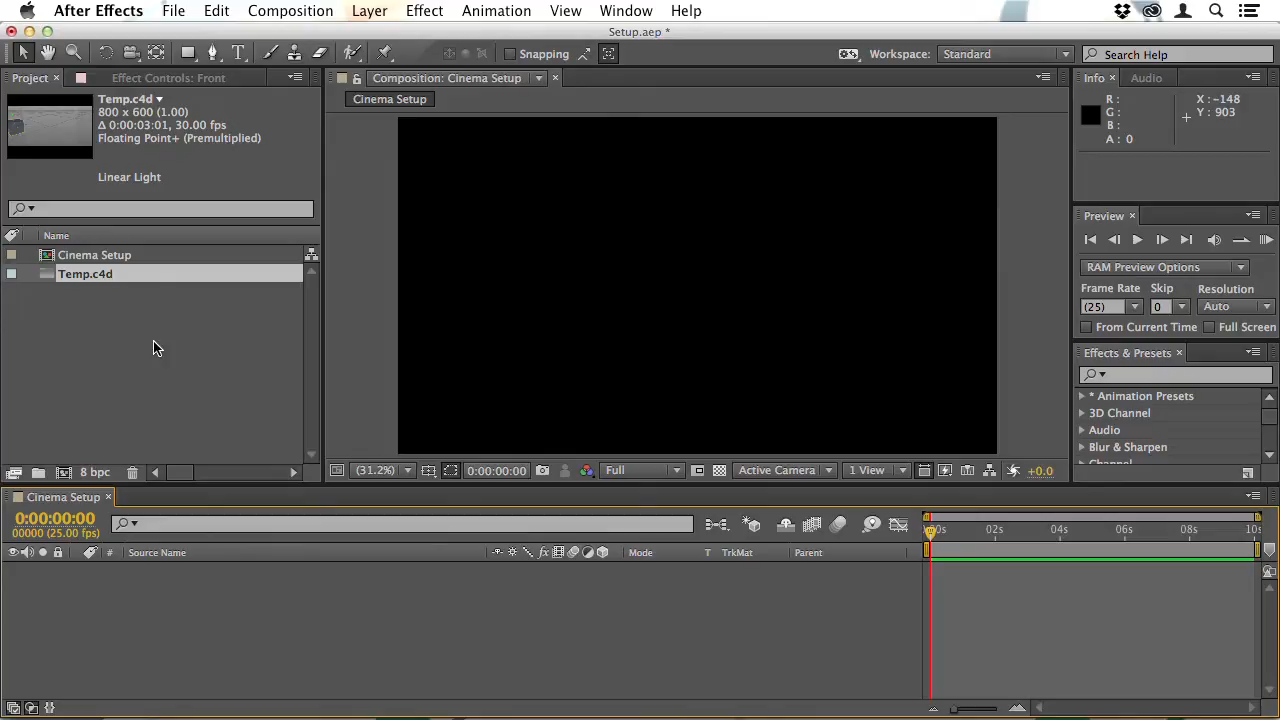 After Effects File Edit Composition Layer Effect Animation View Window Help
Setup.aep *
Snapping Workspace: Standard Search Help
Project × Effect Controls: Front Composition: Cinema Setup × Info × Audio
Temp.c4d
800 x 600 (1.00)
Δ 0:00:03:01, 30.00 fps
Floating Point+ (Premultiplied)
Linear Light
Cinema Setup
R :
G :
B :
A : 0
X : -148
Y : 903
Name
Cinema Setup
Temp.c4d
8 bpc
(31.2%) 0:00:00:00 Full Active Camera 1 View +0.0
Preview ×
RAM Preview Options
Frame Rate Skip Resolution
(25) 0 Auto
From Current Time Full Screen
Effects & Presets ×
* Animation Presets
3D Channel
Audio
Blur & Sharpen
Channel
Cinema Setup ×
0:00:00:00
00000 (25.00 fps)
# Source Name fx Mode T TrkMat Parent
00s 02s 04s 06s 08s 10s